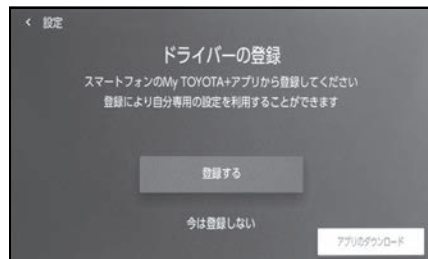 < 設定
ドライバーの登録
スマートフォンのMy TOYOTA+アプリから登録してください
登録により自分専用の設定を利用することができます
登録する
今は登録しない
アプリのダウンロード